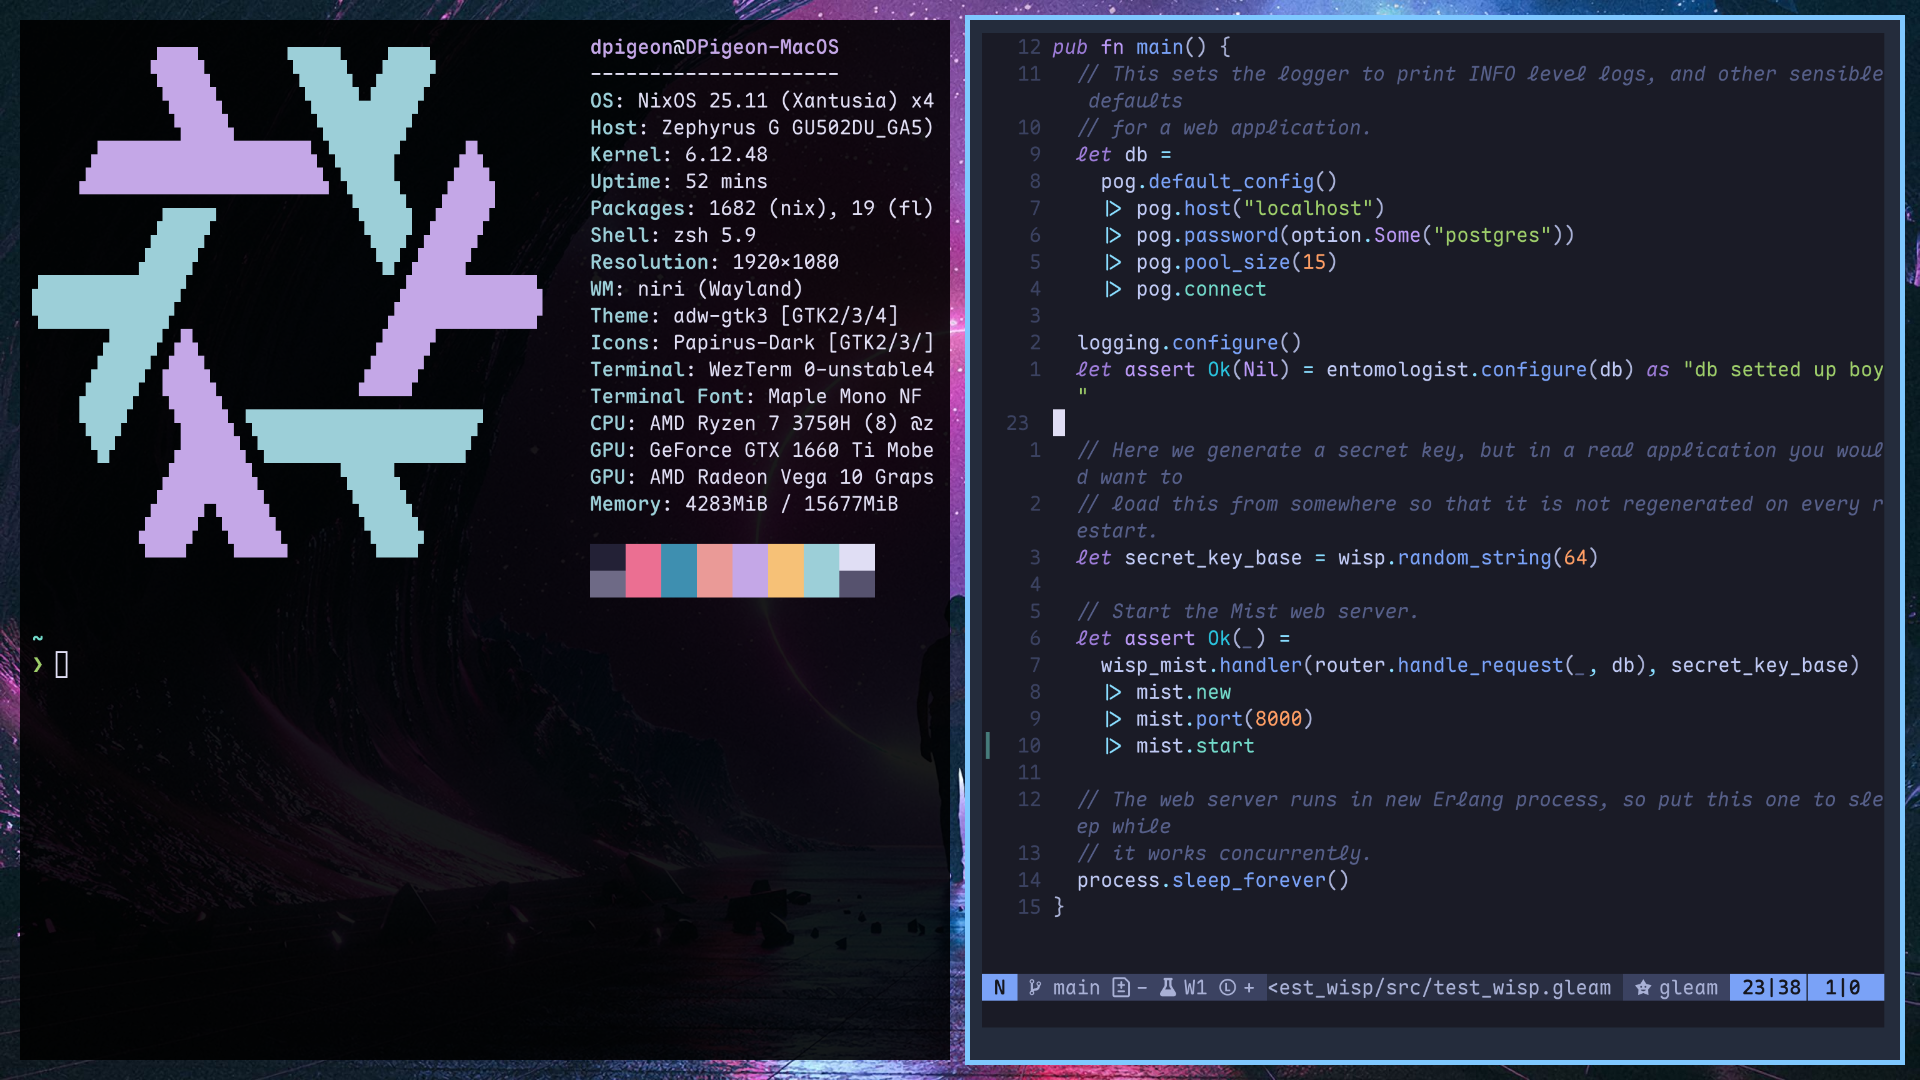 dpigeon@DPigeon-MacOS
---------------------
OS: NixOS 25.11 (Xantusia) x4
Host: Zephyrus G GU502DU_GA5)
Kernel: 6.12.48
Uptime: 52 mins
Packages: 1682 (nix), 19 (fl)
Shell: zsh 5.9
Resolution: 1920×1080
WM: niri (Wayland)
Theme: adw-gtk3 [GTK2/3/4]
Icons: Papirus-Dark [GTK2/3/]
Terminal: WezTerm 0-unstable4
Terminal Font: Maple Mono NF
CPU: AMD Ryzen 7 3750H (8) @z
GPU: GeForce GTX 1660 Ti Mobe
GPU: AMD Radeon Vega 10 Graps
Memory: 4283MiB / 15677MiB
~
❯
12 pub fn main() {
11   // This sets the logger to print INFO level logs, and other sensible
   defaults
10   // for a web application.
9   let db =
8     pog.default_config()
7     |> pog.host("localhost")
6     |> pog.password(option.Some("postgres"))
5     |> pog.pool_size(15)
4     |> pog.connect
3
2   logging.configure()
1   let assert Ok(Nil) = entomologist.configure(db) as "db setted up boy
  "
23
1   // Here we generate a secret key, but in a real application you woul
  d want to
2   // load this from somewhere so that it is not regenerated on every r
  estart.
3   let secret_key_base = wisp.random_string(64)
4
5   // Start the Mist web server.
6   let assert Ok(_) =
7     wisp_mist.handler(router.handle_request(_, db), secret_key_base)
8     |> mist.new
9     |> mist.port(8000)
10     |> mist.start
11
12   // The web server runs in new Erlang process, so put this one to sle
  ep while
13   // it works concurrently.
14   process.sleep_forever()
15 }
N main - W1 + <est_wisp/src/test_wisp.gleam gleam 23|38 1|0